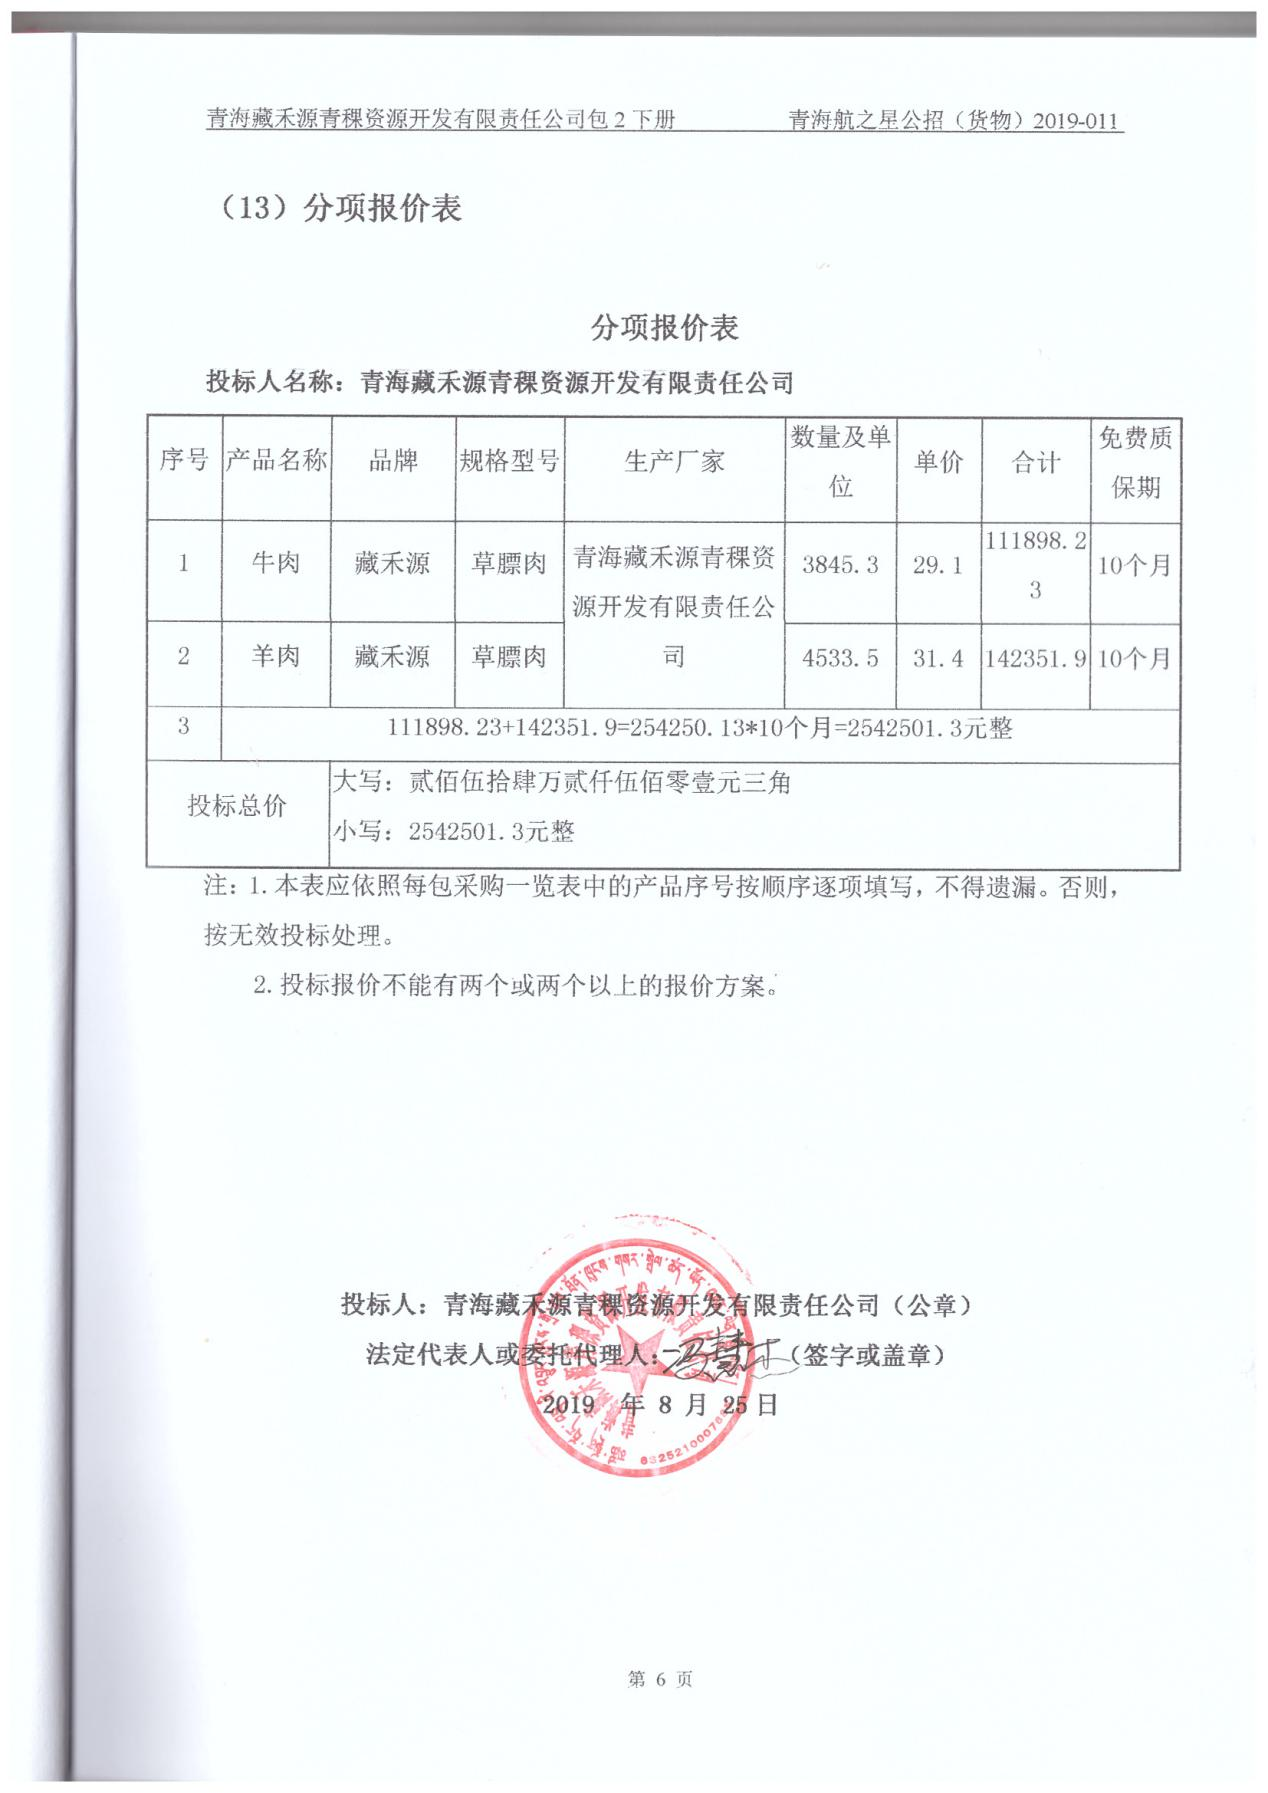 青海藏禾源青稞资源开发有限责任公司包 2 下册 青海航之星公招（货物）2019-011
（13）分项报价表
分项报价表
投标人名称：青海藏禾源青稞资源开发有限责任公司
序号 产品名称 品牌 规格型号 生产厂家 数量及单位 单价 合计 免费质保期
1 牛肉 藏禾源 草膘肉 青海藏禾源青稞资源开发有限责任公司 3845.3 29.1 111898.23 10个月
2 羊肉 藏禾源 草膘肉 4533.5 31.4 142351.9 10个月
3 111898.23+142351.9=254250.13*10个月=2542501.3元整
投标总价
大写：贰佰伍拾肆万贰仟伍佰零壹元三角
小写：2542501.3元整
注：1.本表应依照每包采购一览表中的产品序号按顺序逐项填写，不得遗漏。否则，
按无效投标处理。
2.投标报价不能有两个或两个以上的报价方案。
投标人：青海藏禾源青稞资源开发有限责任公司（公章）
法定代表人或委托代理人： （签字或盖章）
2019 年 8 月 25 日
第 6 页